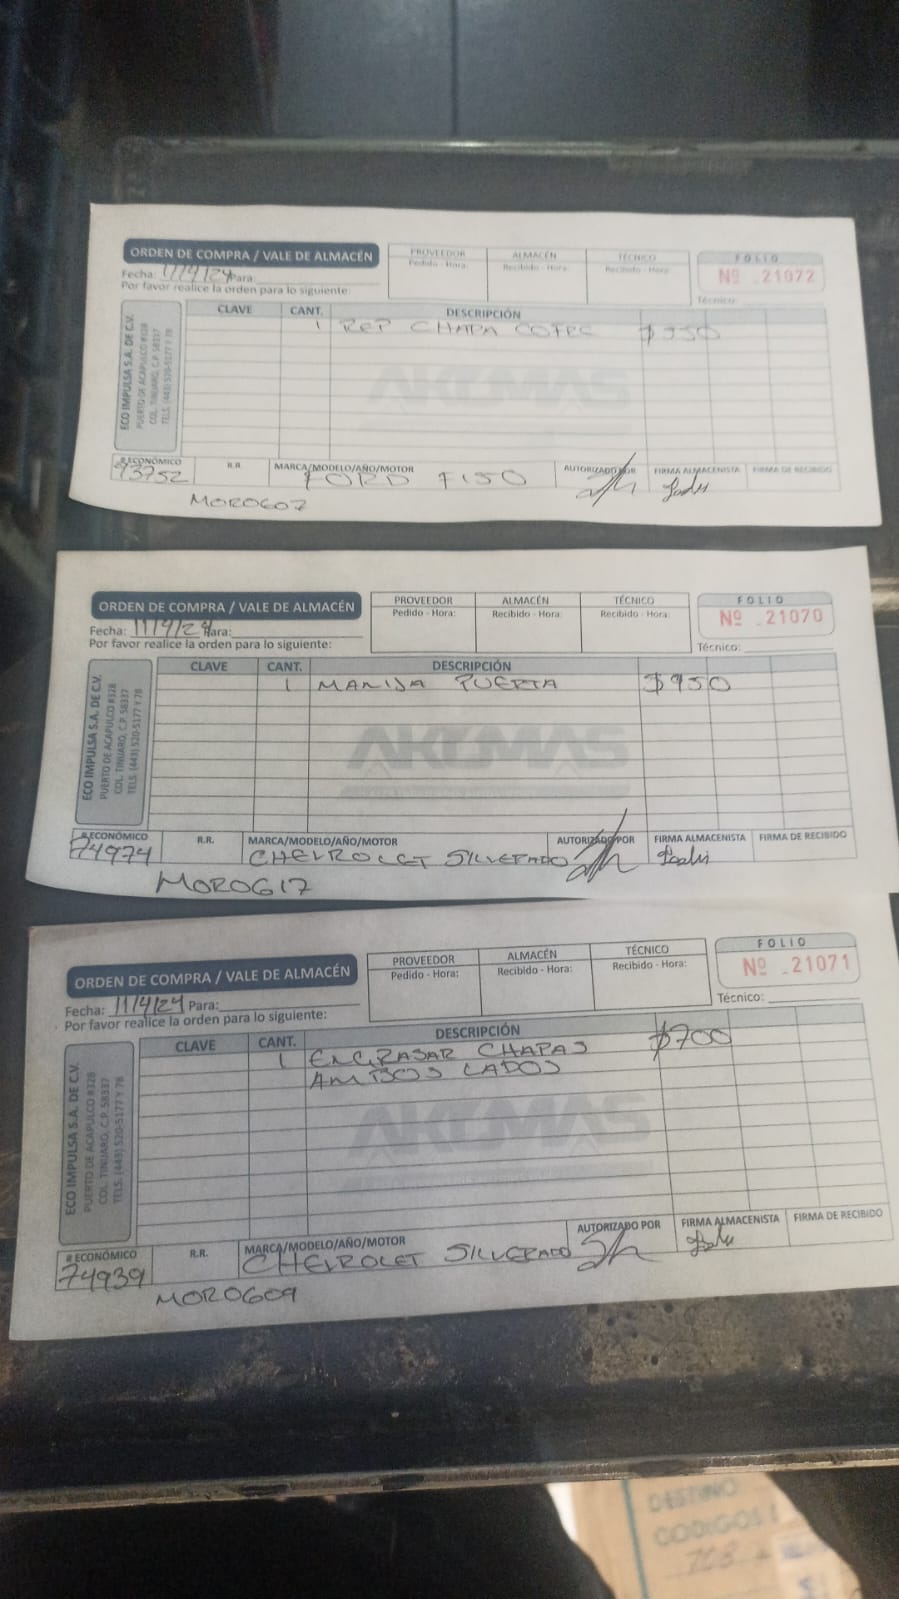 ORDEN DE COMPRA / VALE DE ALMACÉN
PROVEEDOR ALMACÉN TÉCNICO
Pedido - Hora: Recibido - Hora: Recibido - Hora:
FOLIO
Nº 21072
Fecha: 11/4/24 Para:
Técnico:
Por favor realice la orden para lo siguiente:
CLAVE CANT. DESCRIPCIÓN
1 REP CHAPA COFRE
AKUMAS
ECO IMPULSA S.A. DE C.V.
PUERTO DE ACAPULCO #328
COL. TINIJARO, C.P. 58337
TELS. (443) 520-5177 Y 78
# ECONÓMICO R.R. MARCA/MODELO/AÑO/MOTOR AUTORIZADO POR FIRMA ALMACENISTA FIRMA DE RECIBIDO
93752 FORD F150
MORO607
ORDEN DE COMPRA / VALE DE ALMACÉN
PROVEEDOR ALMACÉN TÉCNICO
Pedido - Hora: Recibido - Hora: Recibido - Hora:
FOLIO
Nº 21070
Fecha: 11/4/24 Para:
Técnico:
Por favor realice la orden para lo siguiente:
CLAVE CANT. DESCRIPCIÓN
1 MANIJA PUERTA $950
AKUMAS
ECO IMPULSA S.A. DE C.V.
PUERTO DE ACAPULCO #328
COL. TINIJARO, C.P. 58337
TELS. (443) 520-5177 Y 78
# ECONÓMICO R.R. MARCA/MODELO/AÑO/MOTOR AUTORIZADO POR FIRMA ALMACENISTA FIRMA DE RECIBIDO
74974 CHEVROLET SILVERADO
MORO617
ORDEN DE COMPRA / VALE DE ALMACÉN
PROVEEDOR ALMACÉN TÉCNICO
Pedido - Hora: Recibido - Hora: Recibido - Hora:
FOLIO
Nº 21071
Fecha: 11/4/24 Para:
Técnico:
Por favor realice la orden para lo siguiente:
CLAVE CANT. DESCRIPCIÓN
1 ENGRASAR CHAPAS $700
AMBOS LADOS
AKUMAS
ECO IMPULSA S.A. DE C.V.
PUERTO DE ACAPULCO #328
COL. TINIJARO, C.P. 58337
TELS. (443) 520-5177 Y 78
# ECONÓMICO R.R. MARCA/MODELO/AÑO/MOTOR AUTORIZADO POR FIRMA ALMACENISTA FIRMA DE RECIBIDO
74939 CHEVROLET SILVERADO
MORO609
DESTINO
CODIGOS
708